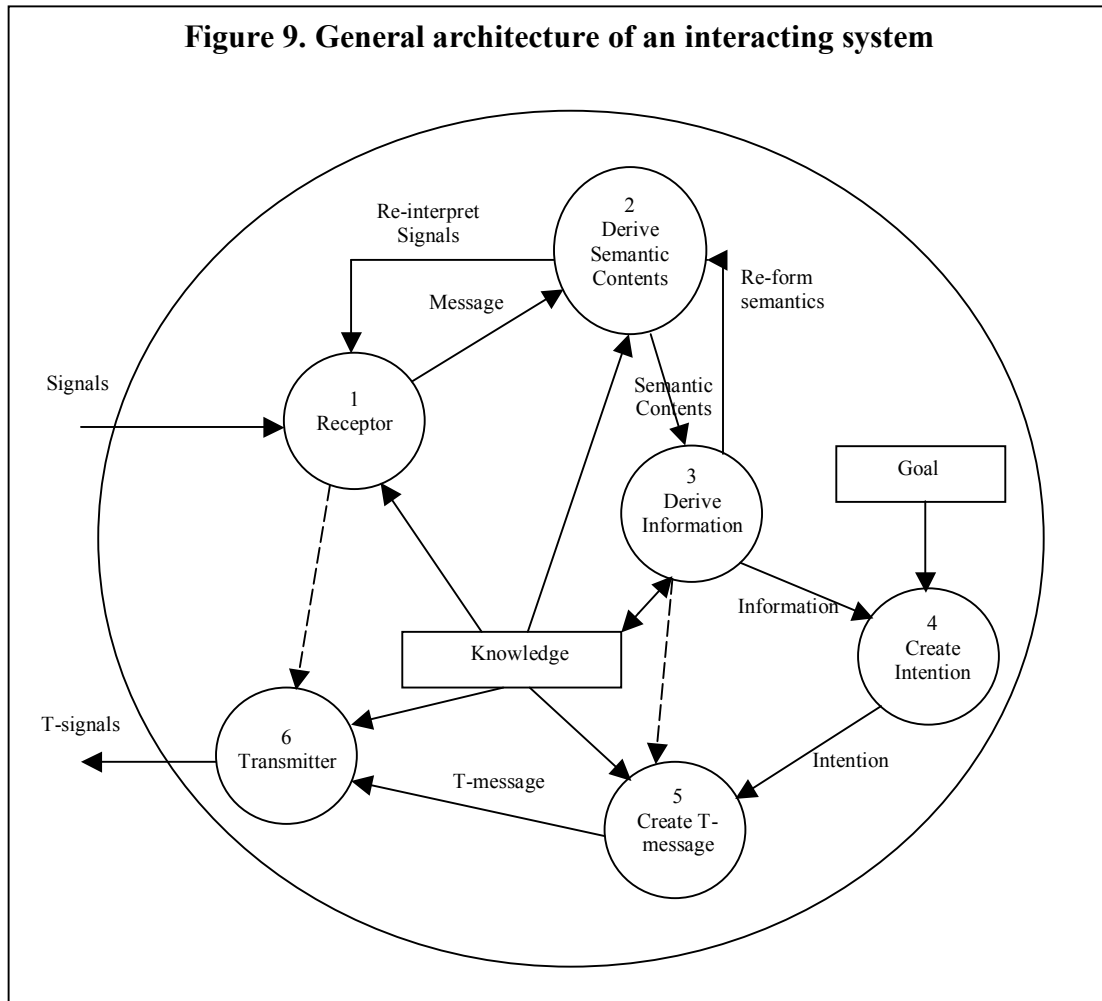 Figure 9. General architecture of an interacting system
2
Derive
Semantic
Contents
Re-interpret
Signals
Re-form
semantics
Message
Signals
1
Receptor
Semantic
Contents
Goal
3
Derive
Information
Information
4
Create
Intention
Knowledge
T-signals
6
Transmitter
Intention
T-message
5
Create T-
message